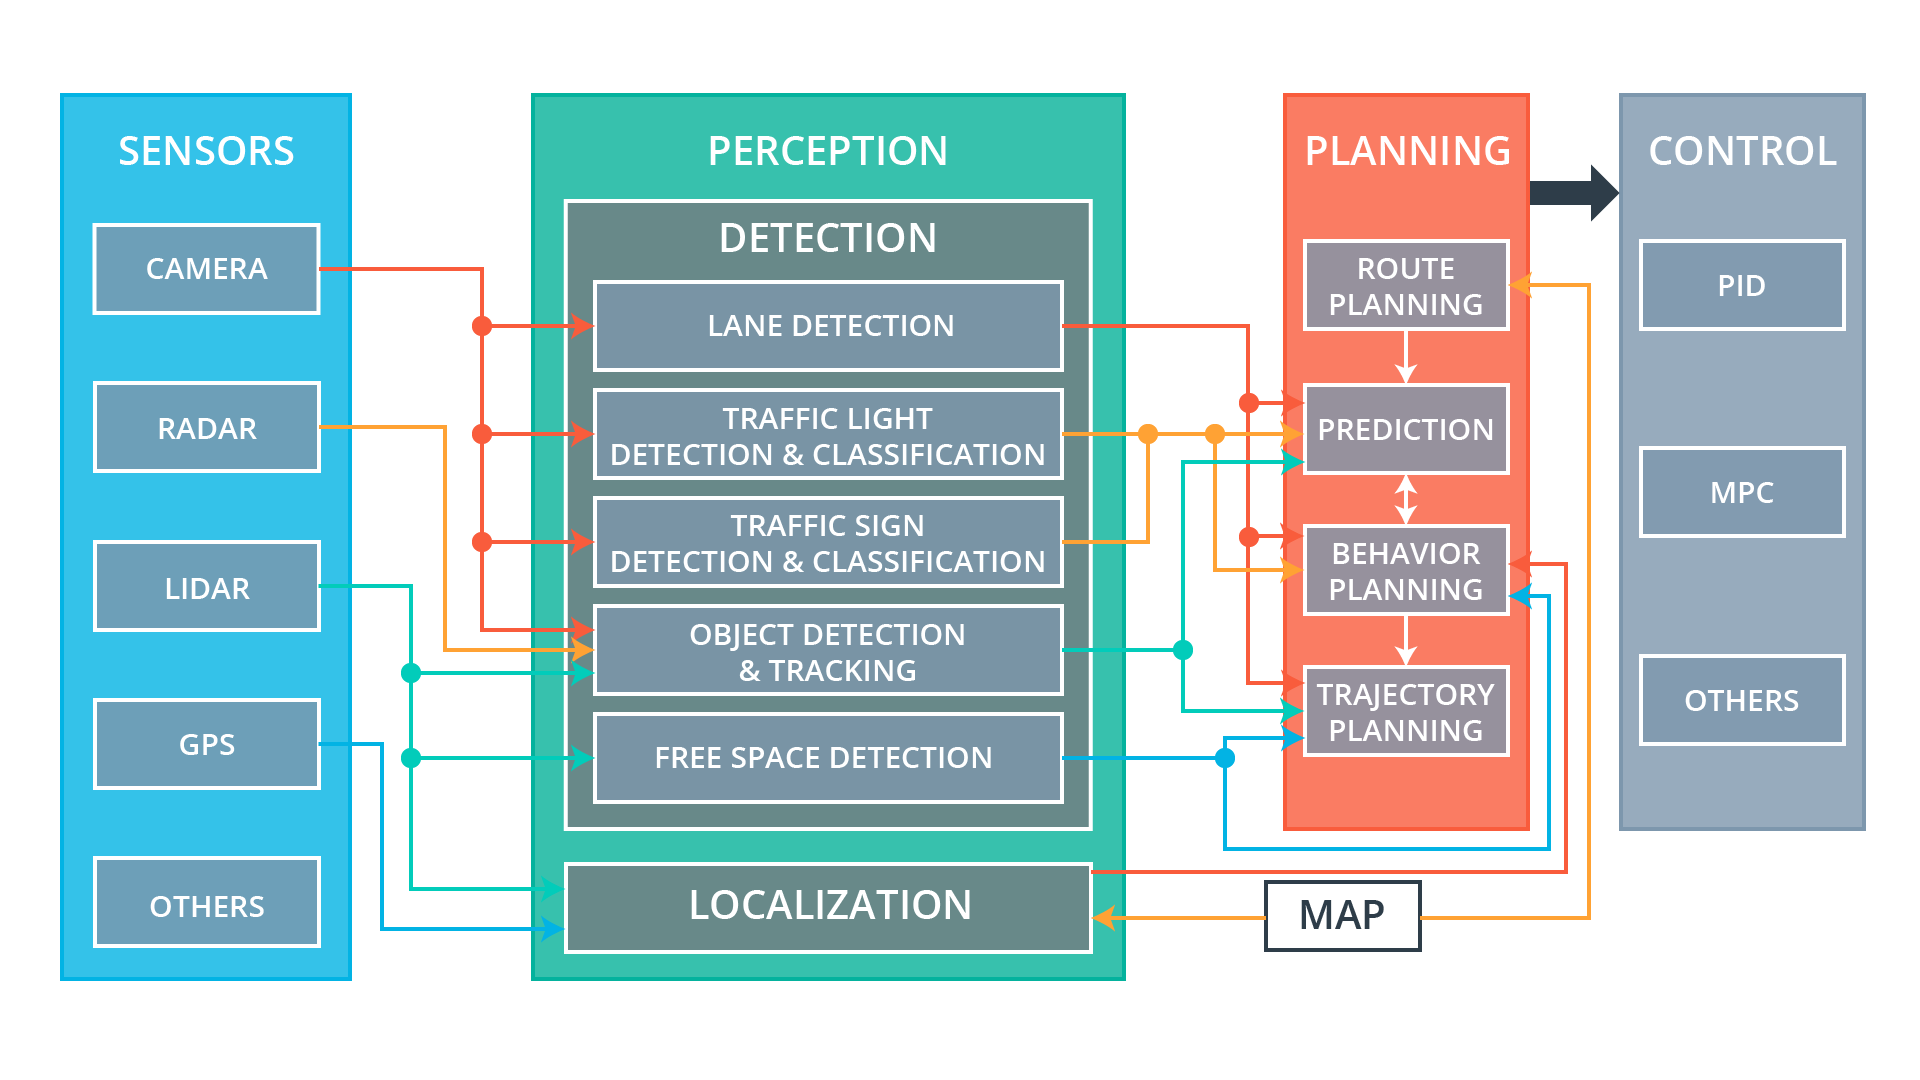 SENSORS
CAMERA
RADAR
LIDAR
GPS
OTHERS
PERCEPTION
DETECTION
LANE DETECTION
TRAFFIC LIGHT
DETECTION & CLASSIFICATION
TRAFFIC SIGN
DETECTION & CLASSIFICATION
OBJECT DETECTION
& TRACKING
FREE SPACE DETECTION
LOCALIZATION
PLANNING
ROUTE
PLANNING
PREDICTION
BEHAVIOR
PLANNING
TRAJECTORY
PLANNING
MAP
CONTROL
PID
MPC
OTHERS